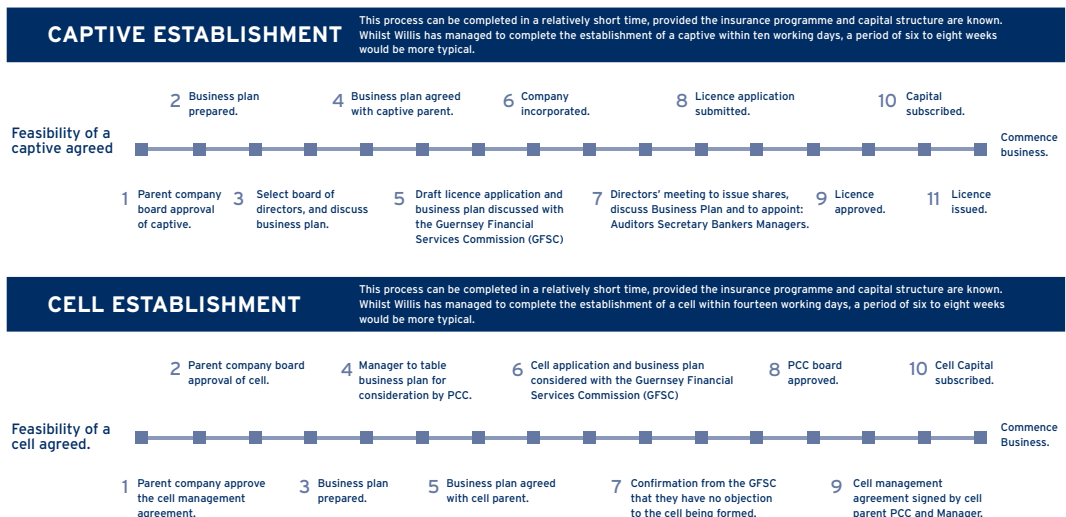 CAPTIVE ESTABLISHMENT
This process can be completed in a relatively short time, provided the insurance programme and capital structure are known.
Whilst Willis has managed to complete the establishment of a captive within ten working days, a period of six to eight weeks
would be more typical.
2 Business plan
prepared.
4 Business plan agreed
with captive parent.
6 Company
incorporated.
8 Licence application
submitted.
10 Capital
subscribed.
Feasibility of a
captive agreed
Commence
business.
1 Parent company
board approval
of captive.
3 Select board of
directors, and discuss
business plan.
5 Draft licence application and
business plan discussed with
the Guernsey Financial
Services Commission (GFSC)
7 Directors' meeting to issue shares,
discuss Business Plan and to appoint:
Auditors Secretary Bankers Managers.
9 Licence
approved.
11 Licence
issued.
CELL ESTABLISHMENT
This process can be completed in a relatively short time, provided the insurance programme and capital structure are known.
Whilst Willis has managed to complete the establishment of a cell within fourteen working days, a period of six to eight weeks
would be more typical.
2 Parent company board
approval of cell.
4 Manager to table
business plan for
consideration by PCC.
6 Cell application and business plan
considered with the Guernsey Financial
Services Commission (GFSC)
8 PCC board
approved.
10 Cell Capital
subscribed.
Feasibility of a
cell agreed.
Commence
Business.
1 Parent company approve
the cell management
agreement.
3 Business plan
prepared.
5 Business plan agreed
with cell parent.
7 Confirmation from the GFSC
that they have no objection
to the cell being formed.
9 Cell management
agreement signed by cell
parent PCC and Manager.